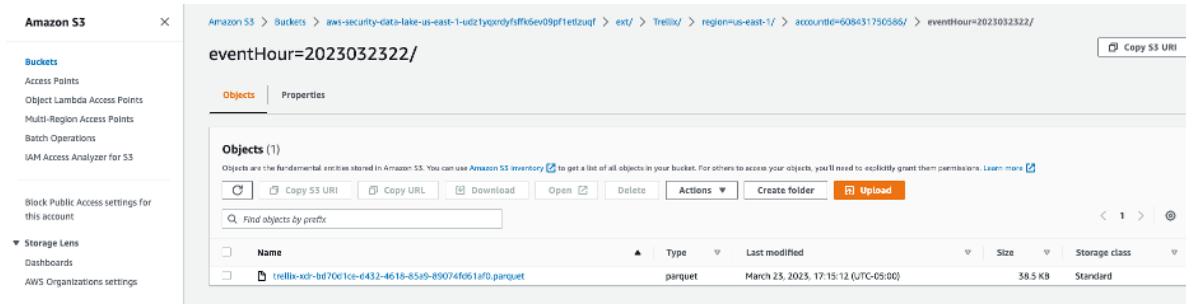 Amazon S3
Buckets
Access Points
Object Lambda Access Points
Multi-Region Access Points
Batch Operations
IAM Access Analyzer for S3
Block Public Access settings for
this account
Storage Lens
Dashboards
AWS Organizations settings
Amazon S3 > Buckets > aws-security-data-lake-us-east-1-udz1yqxrdyfsffk6ev09pf1etlzuqf > ext/ > Trellix/ > region=us-east-1/ > accountId=608431750586/ > eventHour=2023032322/
eventHour=2023032322/
Copy S3 URI
Objects Properties
Objects (1)
Objects are the fundamental entities stored in Amazon S3. You can use Amazon S3 inventory to get a list of all objects in your bucket. For others to access your objects, you'll need to explicitly grant them permissions. Learn more
Copy S3 URI Copy URL Download Open Delete Actions Create folder Upload
Find objects by prefix
1
Name Type Last modified Size Storage class
trellix-xdr-bd70d1ce-d432-4618-85a9-89074fd61af0.parquet parquet March 23, 2023, 17:15:12 (UTC-05:00) 38.5 KB Standard